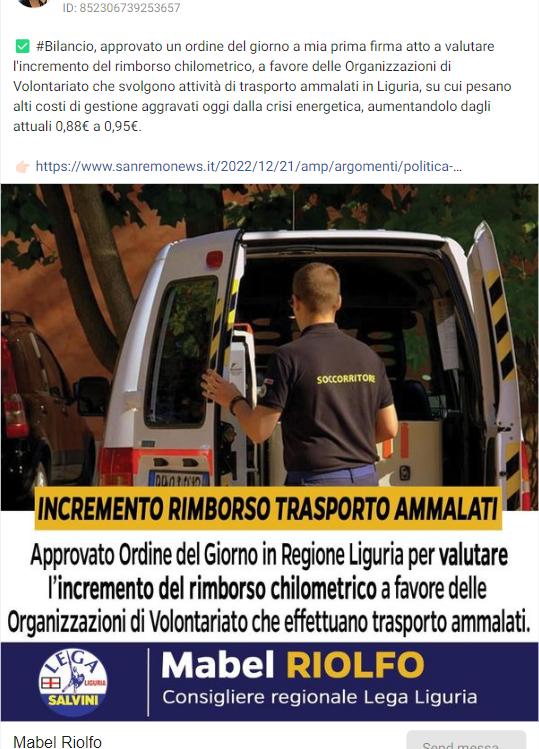 ID: 852306739253657
✅ #Bilancio, approvato un ordine del giorno a mia prima firma atto a valutare
l'incremento del rimborso chilometrico, a favore delle Organizzazioni di
Volontariato che svolgono attività di trasporto ammalati in Liguria, su cui pesano
alti costi di gestione aggravati oggi dalla crisi energetica, aumentandolo dagli
attuali 0,88€ a 0,95€.
👉🏻 https://www.sanremonews.it/2022/12/21/amp/argomenti/politica-...
SOCCORRITORE
INCREMENTO RIMBORSO TRASPORTO AMMALATI
Approvato Ordine del Giorno in Regione Liguria per valutare
l'incremento del rimborso chilometrico a favore delle
Organizzazioni di Volontariato che effettuano trasporto ammalati.
LEGA
LIGURIA
SALVINI
Mabel RIOLFO
Consigliere regionale Lega Liguria
Mabel Riolfo